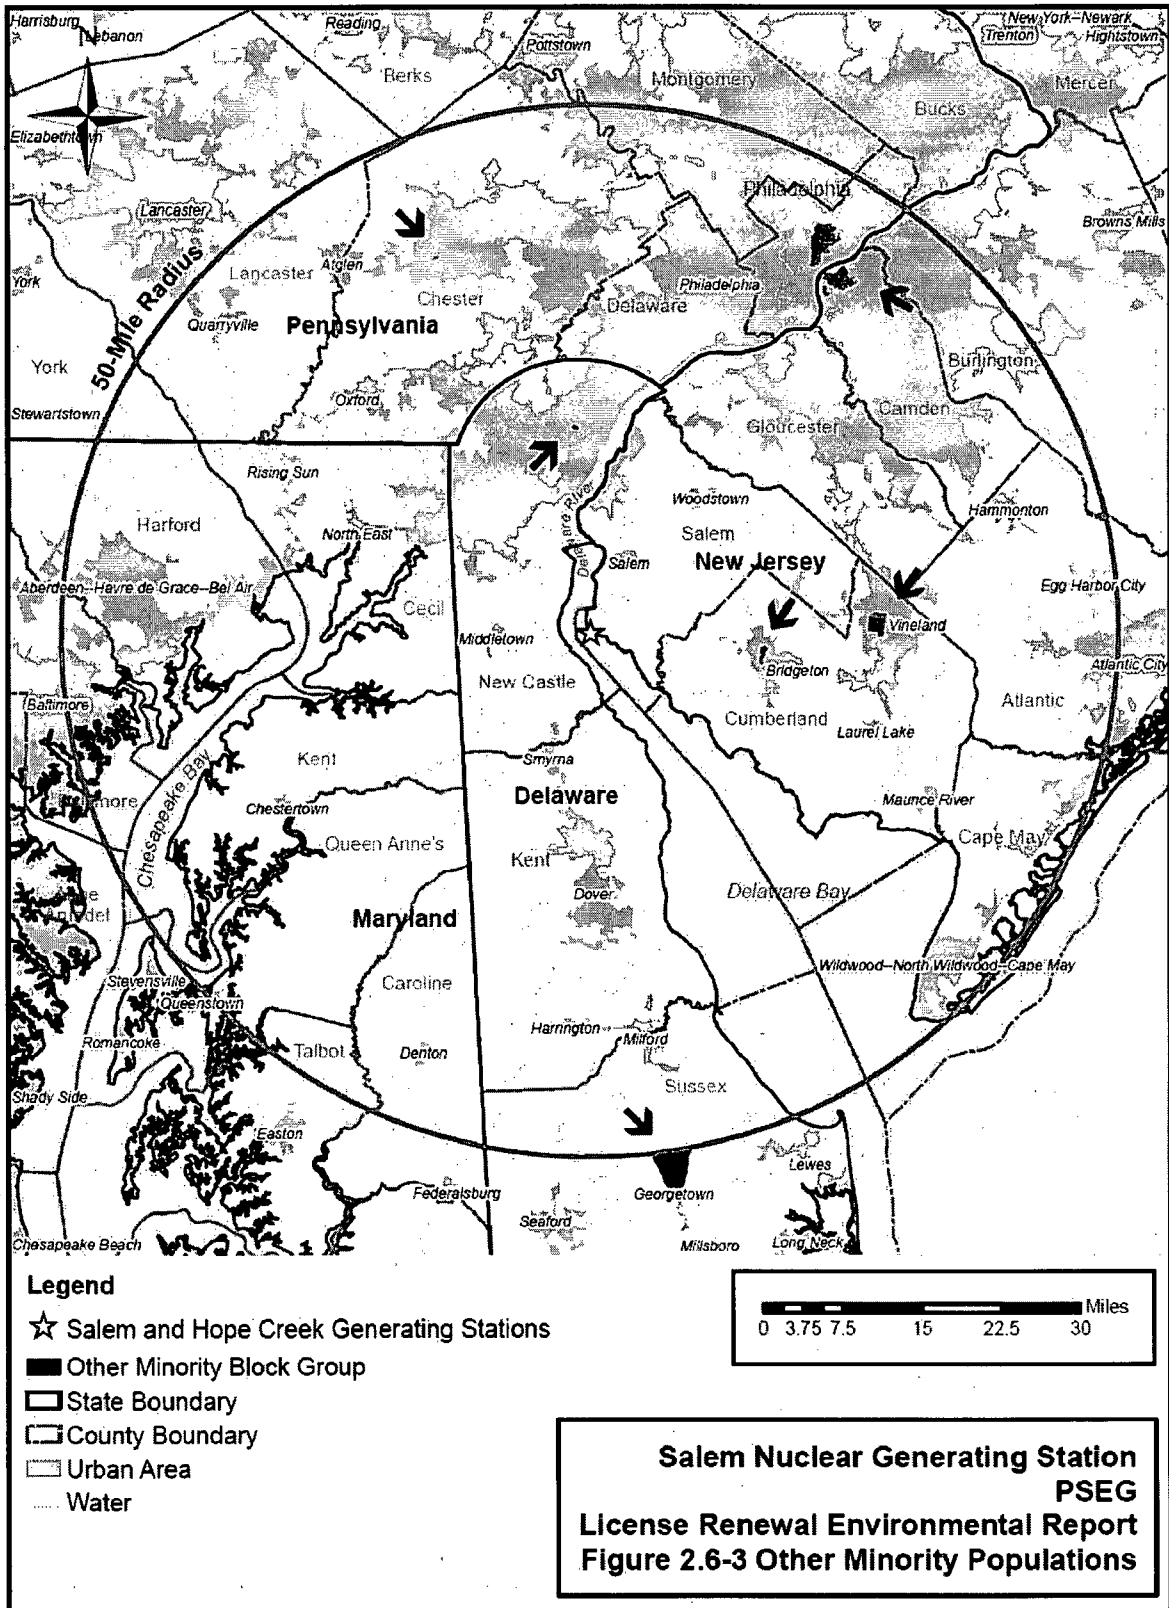 Harrisburg
Lebanon
Reading
Pottstown
New York--Newark
Trenton
Hightstown
Berks
Montgomery
Mercer
Bucks
Elizabethtown
Philadelphia
Lancaster
Browns Mills
York
Lancaster
Atglen
Chester
Philadelphia
Delaware
50-Mile Radius
Quarryville
Pennsylvania
York
Burlington
Stewartstown
Oxford
Camden
Gloucester
Rising Sun
Woodstown
Hammonton
Harford
North East
Delaware River
Salem
New Jersey
Salem
Aberdeen--Havre de Grace--Bel Air
Egg Harbor City
Cecil
Middletown
Vineland
Bridgeton
Atlantic City
New Castle
Baltimore
Cumberland
Atlantic
Laurel Lake
Kent
Smyrna
Chesapeake Bay
Delaware
Maurice River
Chestertown
Queen Anne's
Cape May
Kent
Dover
Delaware Bay
Maryland
Wildwood--North Wildwood--Cape May
Caroline
Stevensville
Queenstown
Harrington
Milford
Romancoke
Talbot
Denton
Sussex
Shady Side
Easton
Lewes
Federalsburg
Georgetown
Seaford
Chesapeake Beach
Millsboro
Long Neck
Legend
Salem and Hope Creek Generating Stations
Other Minority Block Group
State Boundary
County Boundary
Urban Area
Water
Miles
0 3.75 7.5 15 22.5 30
Salem Nuclear Generating Station
PSEG
License Renewal Environmental Report
Figure 2.6-3 Other Minority Populations